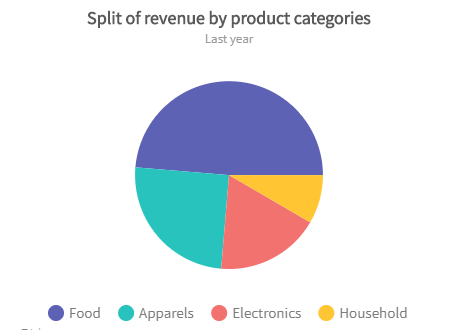 Split of revenue by product categories
Last year
Food Apparels Electronics Household